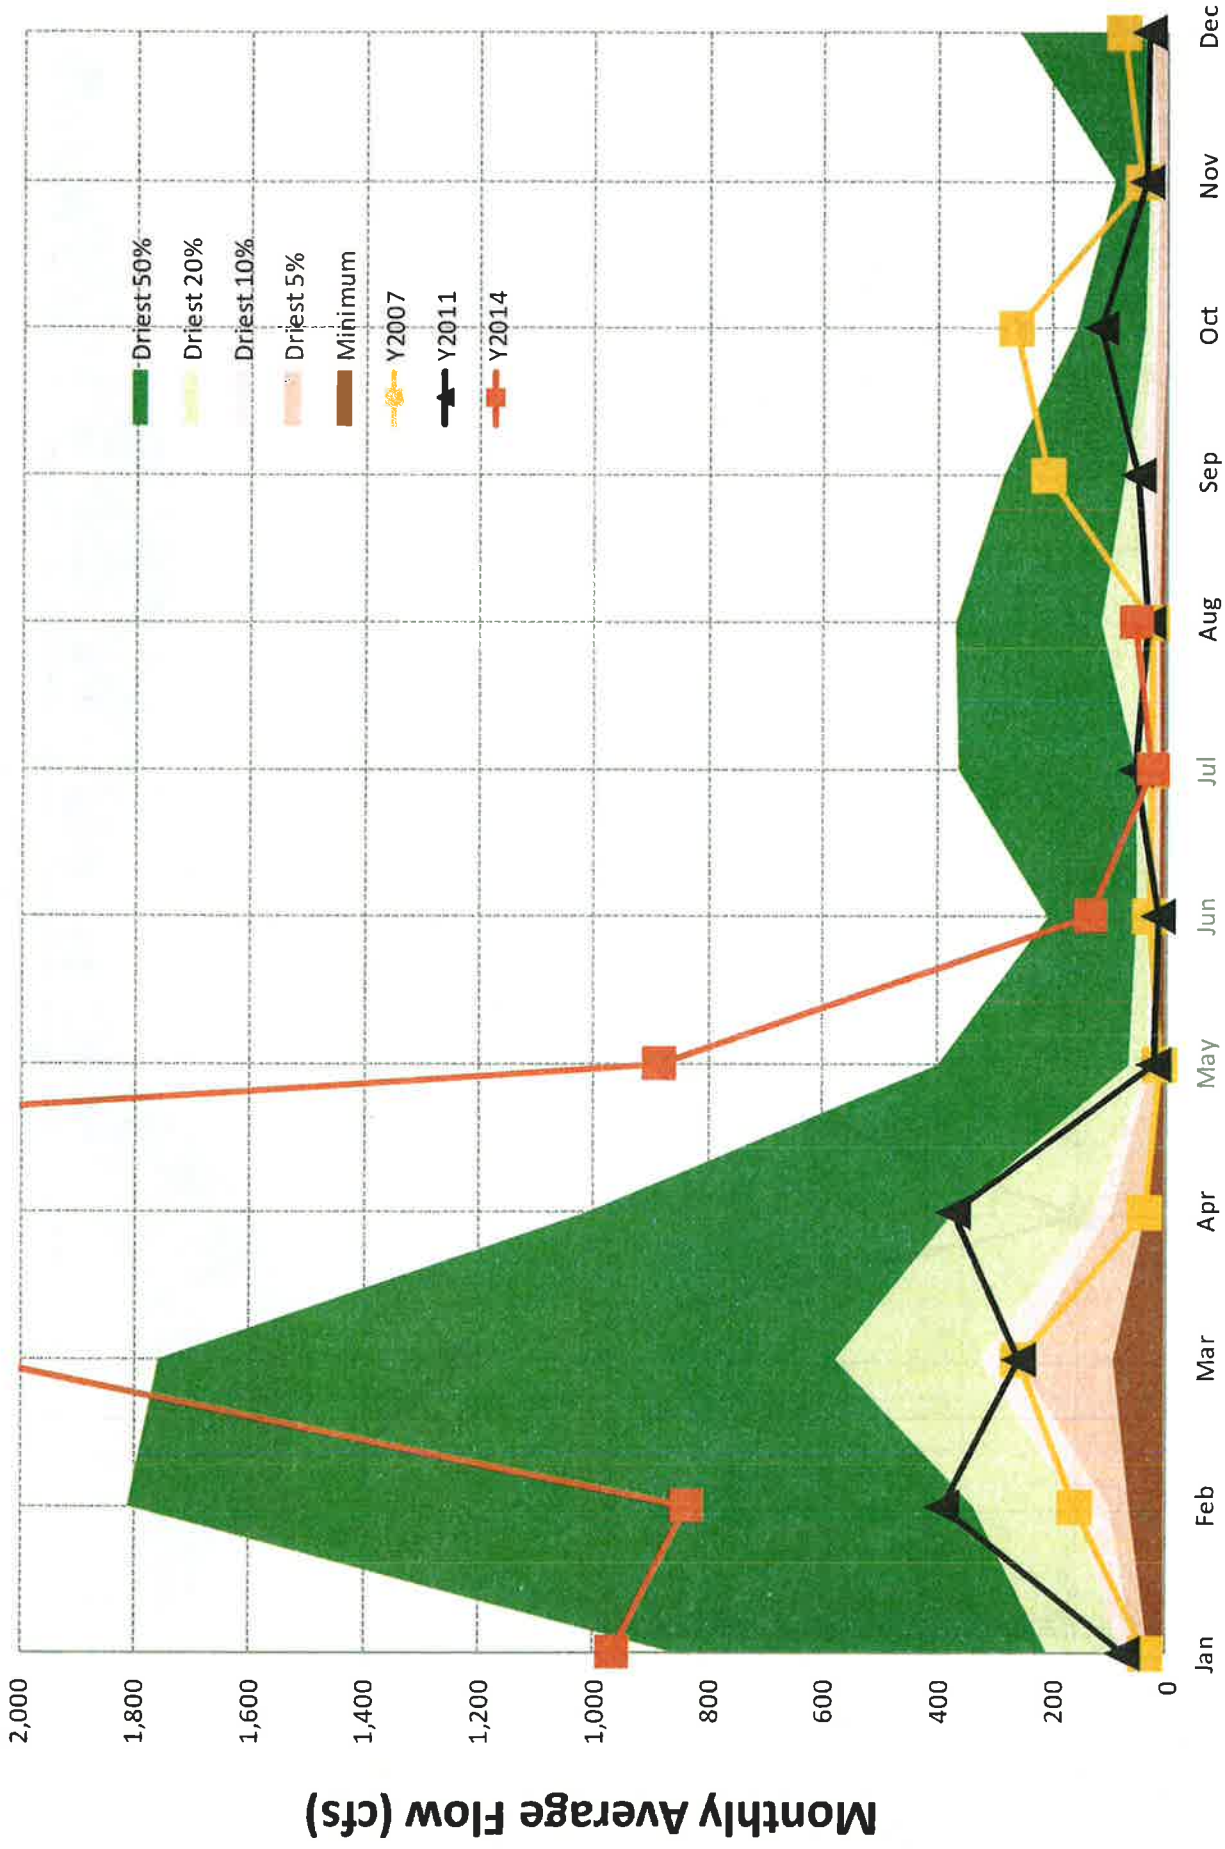 Monthly Average Flow (cfs)
2,000
1,800
1,600
1,400
1,200
1,000
800
600
400
200
0
Driest 50%
Driest 20%
Driest 10%
Driest 5%
Minimum
Y2007
Y2011
Y2014
Jan
Feb
Mar
Apr
May
Jun
Jul
Aug
Sep
Oct
Nov
Dec